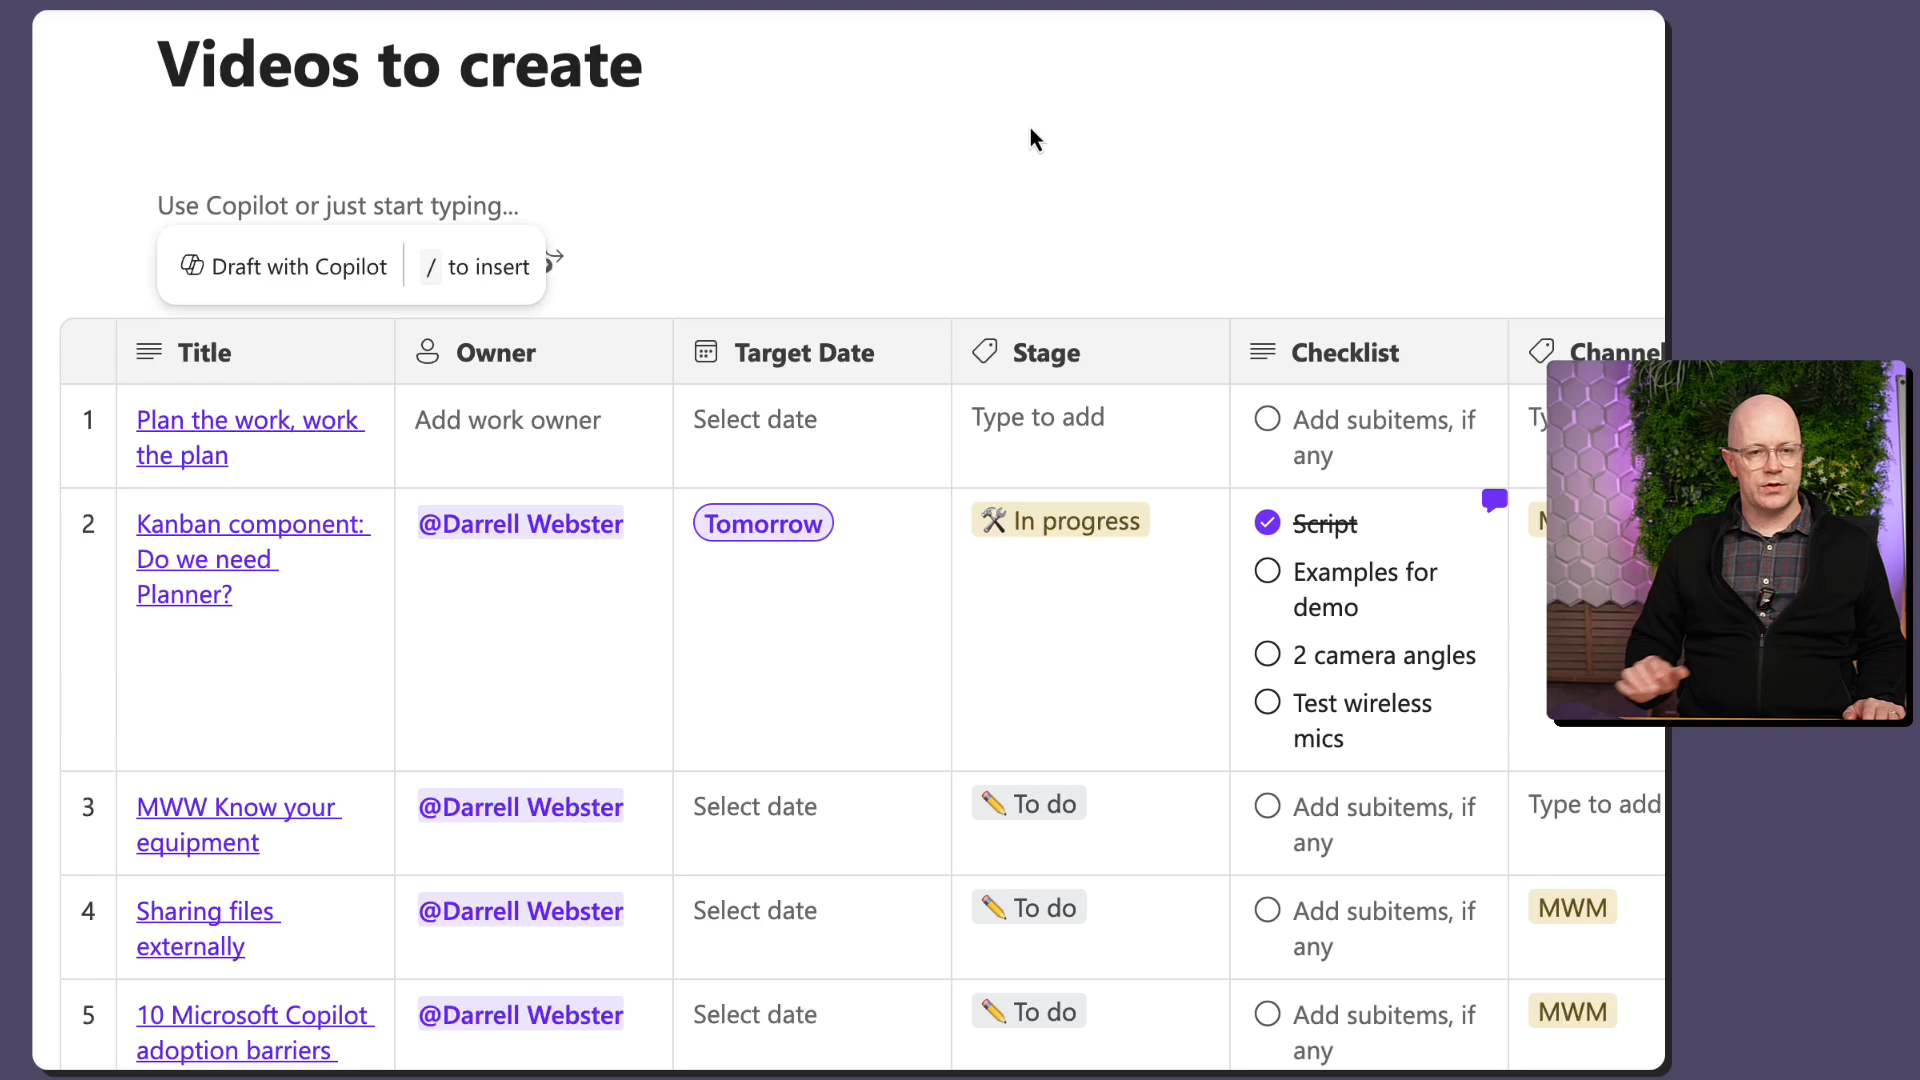 Videos to create
Use Copilot or just start typing...
Draft with Copilot / to insert
Title Owner Target Date Stage Checklist Channel
1 Plan the work, work Add work owner Select date Type to add Add subitems, if
the plan any
2 Kanban component: @Darrell Webster Tomorrow 🛠 In progress Script
Do we need Examples for
Planner? demo
2 camera angles
Test wireless
mics
3 MWW Know your @Darrell Webster Select date ✏️ To do Add subitems, if Type to add
equipment any
4 Sharing files @Darrell Webster Select date ✏️ To do Add subitems, if MWM
externally any
5 10 Microsoft Copilot @Darrell Webster Select date ✏️ To do Add subitems, if MWM
adoption barriers any